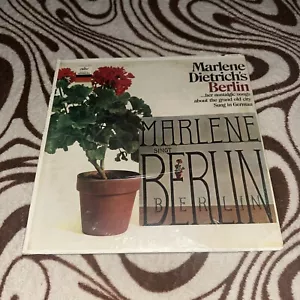 Marlene
Dietrich's
Berlin
...her nostalgic songs
about the grand old city
Sung in German
MARLENE
SINGT
BERLIN
BERLIN